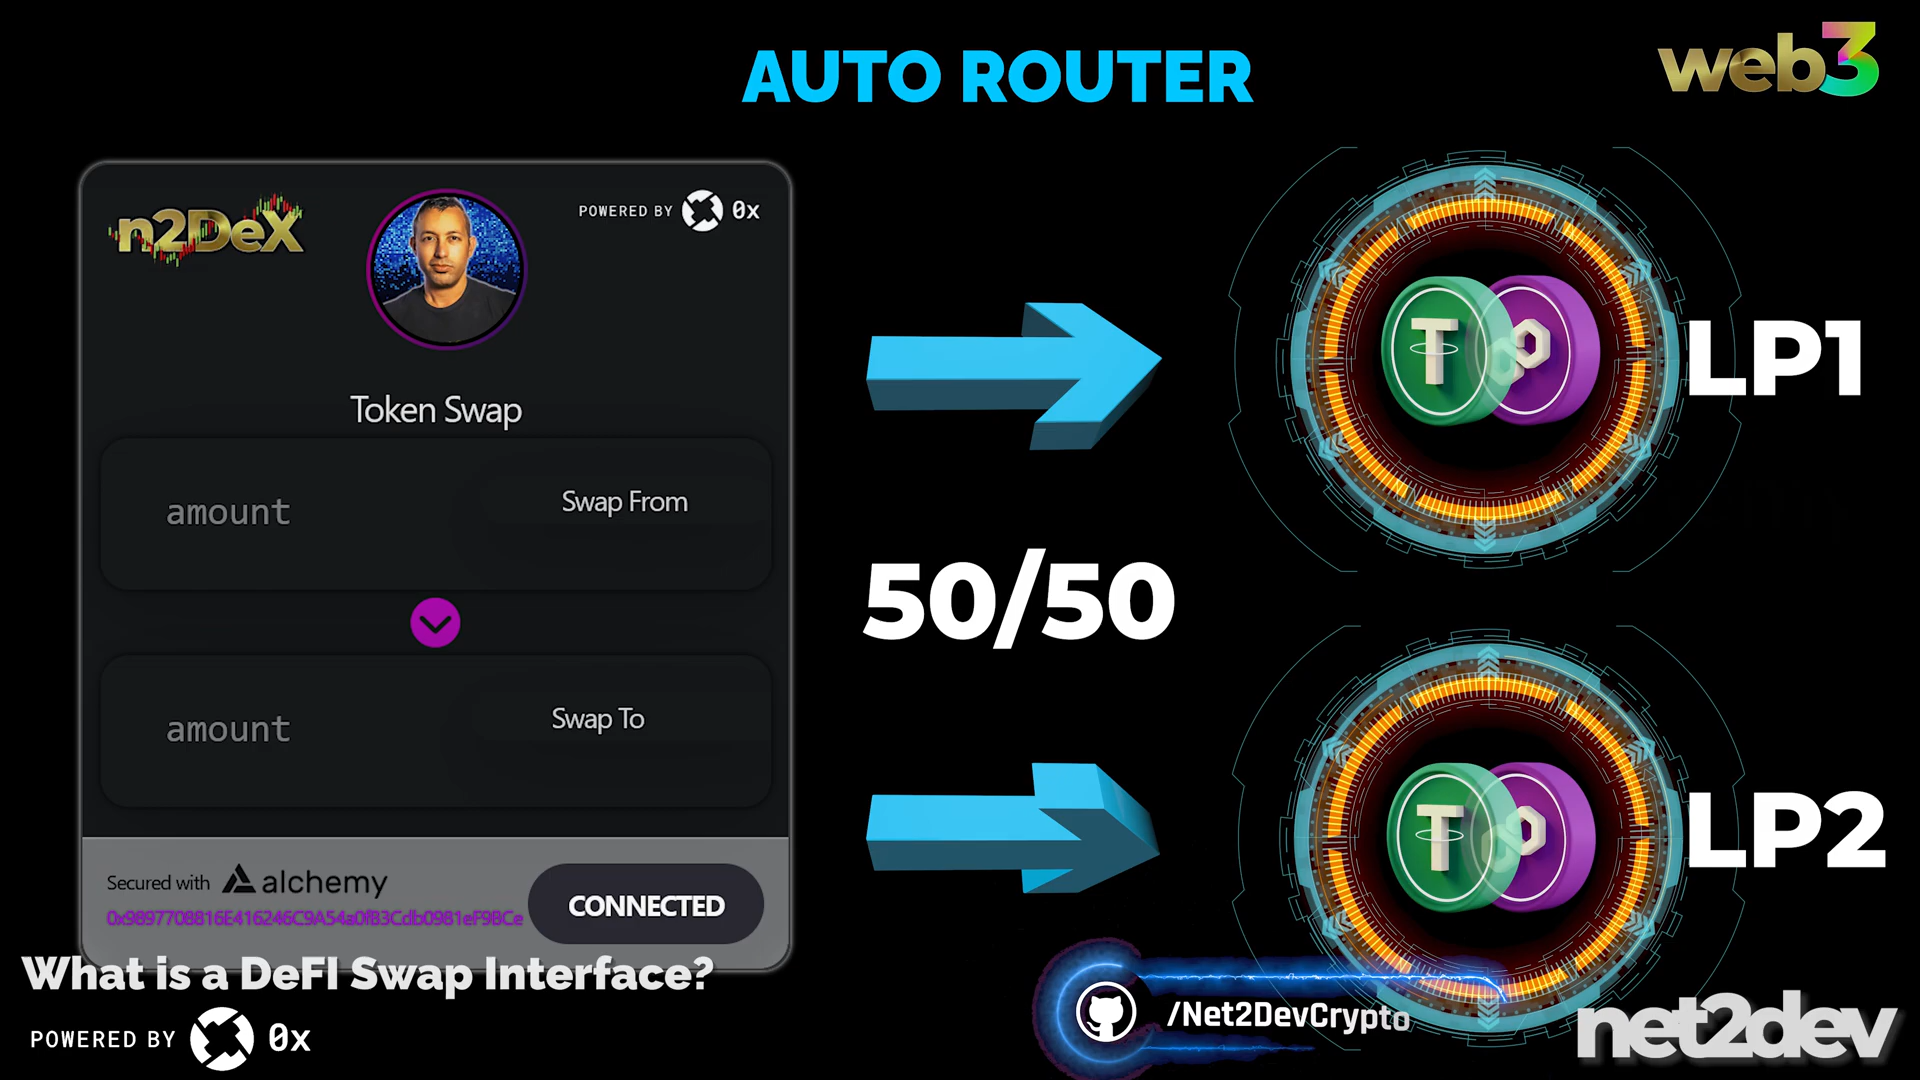 AUTO ROUTER
web3
n2DeX
POWERED BY 0x
Token Swap
amount
Swap From
amount
Swap To
Secured with alchemy
0x9897708816E416246C9A54a0fB3Cdb0981eF9BCe
CONNECTED
50/50
LP1
LP2
What is a DeFI Swap Interface?
POWERED BY 0x
/Net2DevCrypto
net2dev